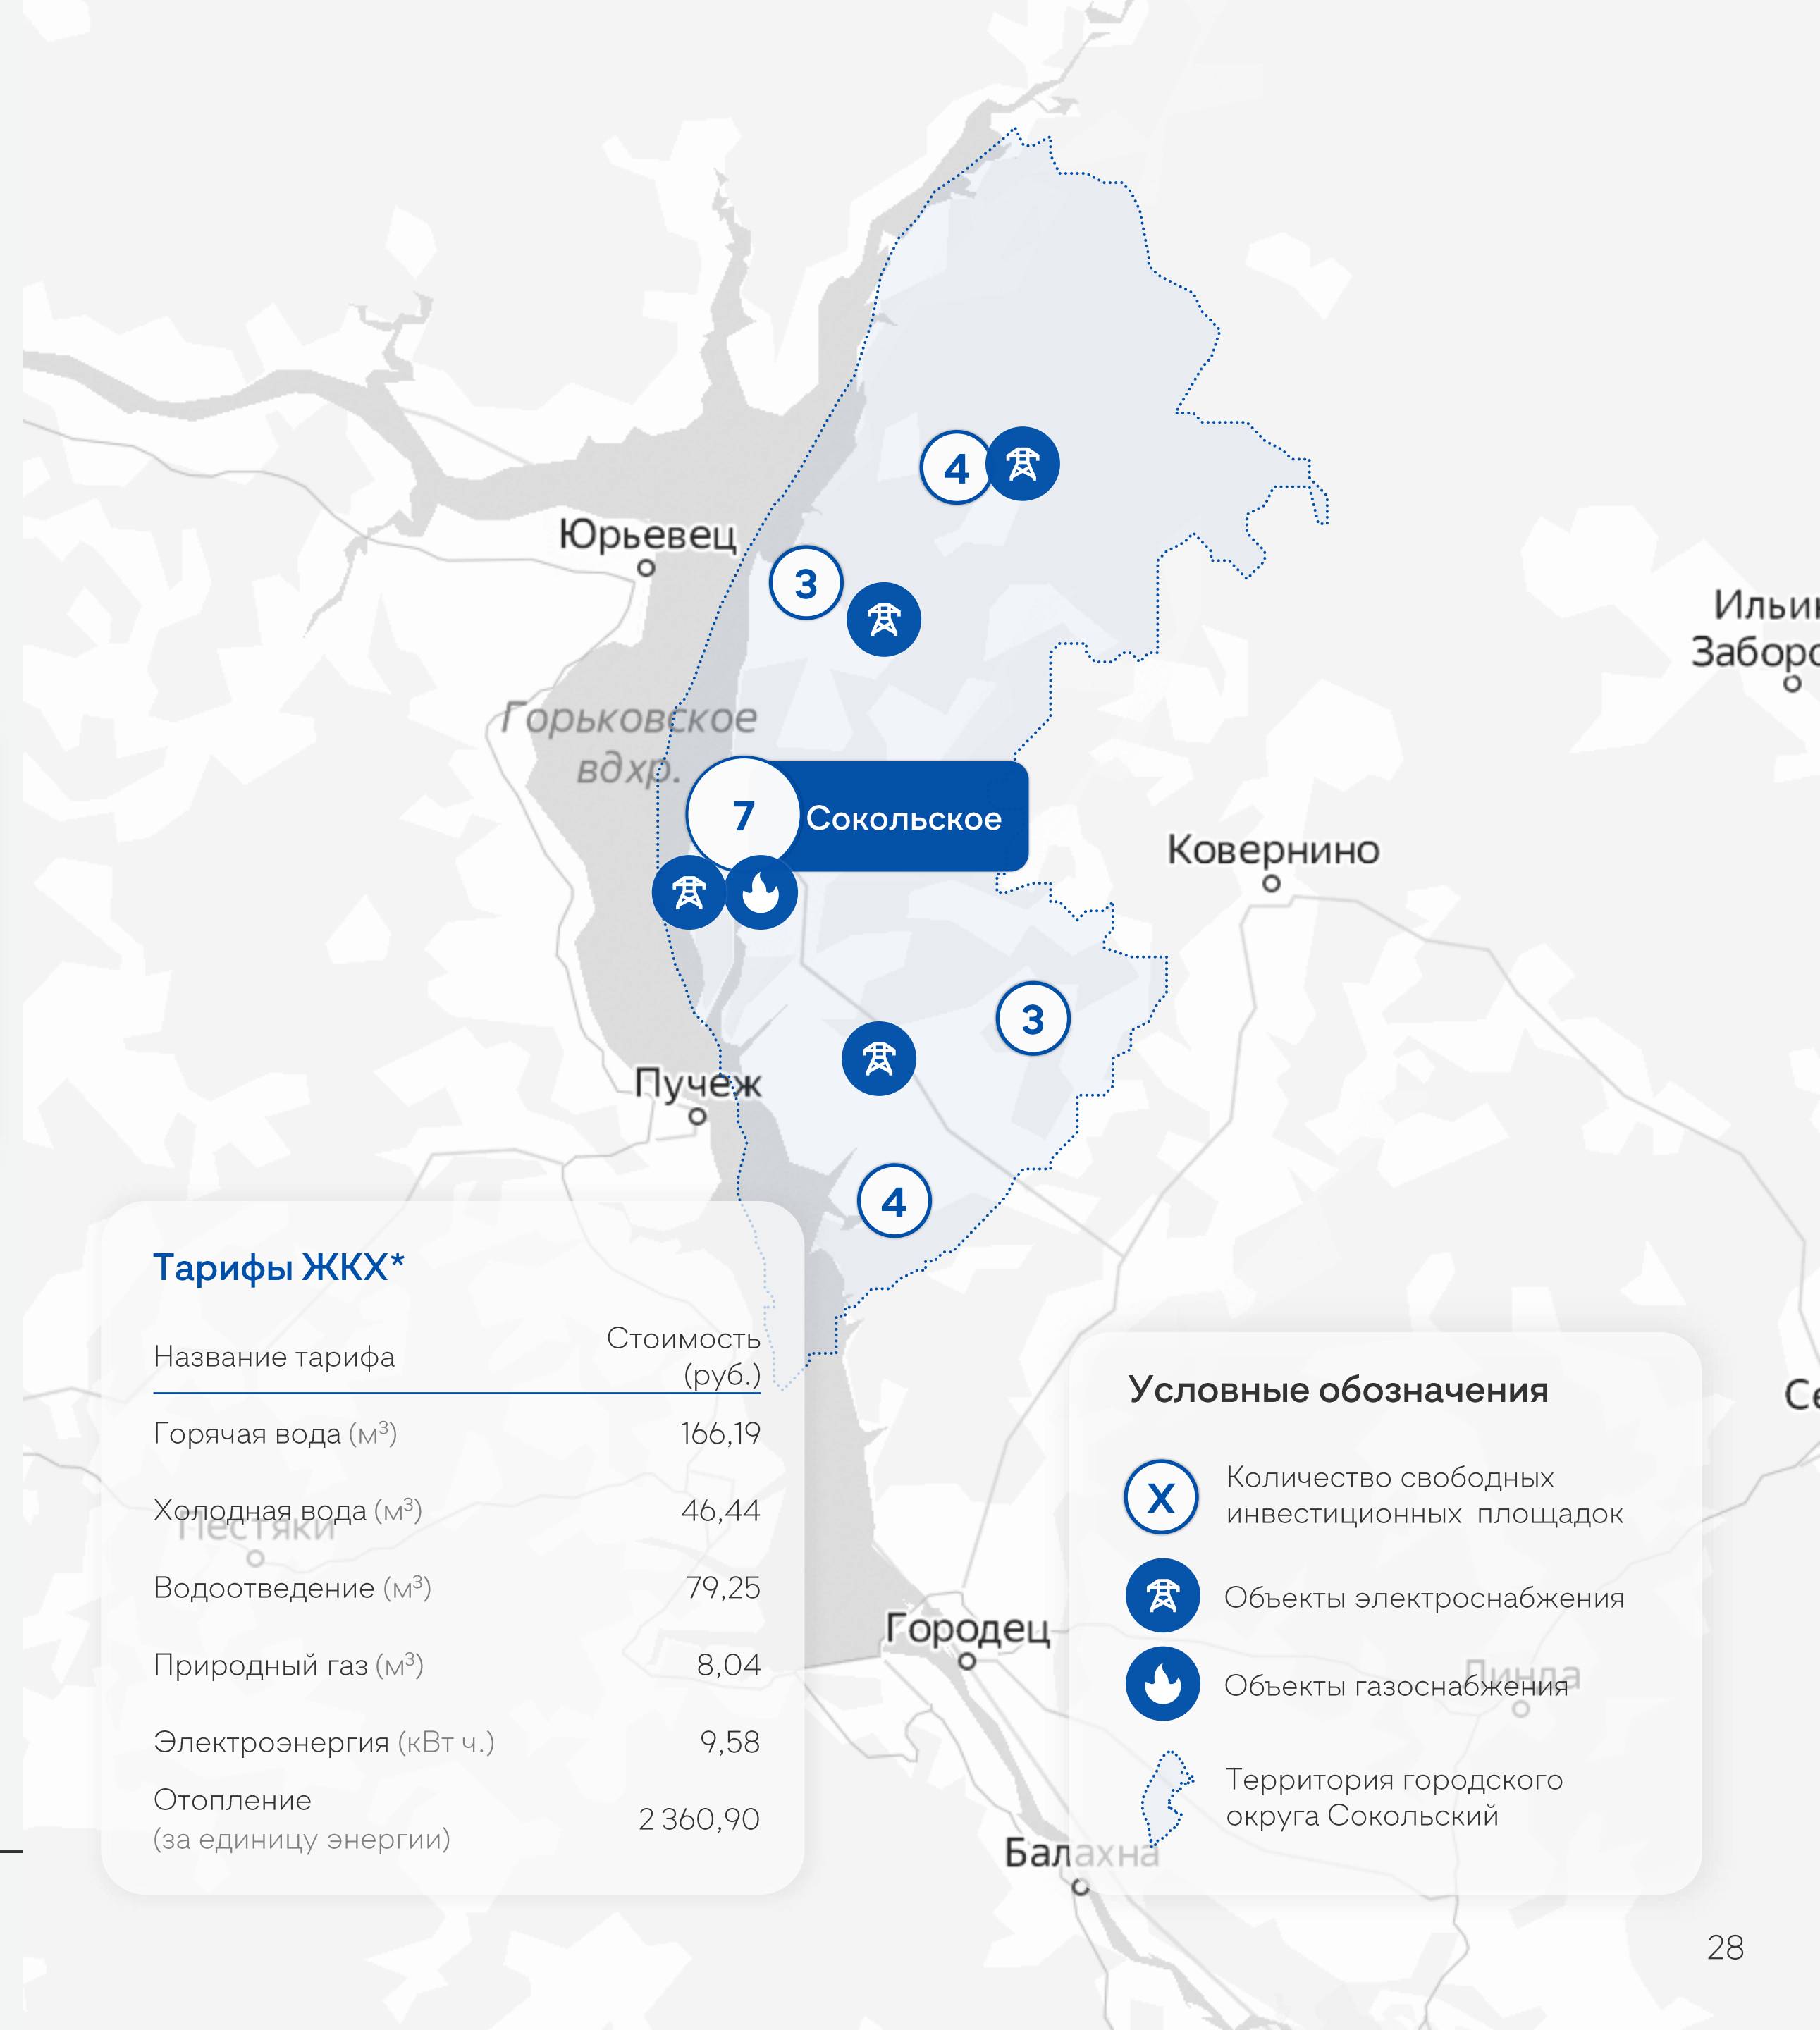 4
Юрьевец
3
Горьковское
вдхр.
7
Сокольское
Ковернино
3
Пучеж
4
Тарифы ЖКХ*
Название тарифа
Стоимость
(руб.)
Горячая вода (м³) 166,19
Холодная вода (м³) 46,44
Пестяки
Водоотведение (м³) 79,25
Природный газ (м³) 8,04
Электроэнергия (кВт ч.) 9,58
Отопление
(за единицу энергии) 2 360,90
Городец
Балахна
Условные обозначения
X
Количество свободных
инвестиционных площадок
Объекты электроснабжения
Объекты газоснабжения
Линда
Территория городского
округа Сокольский
28